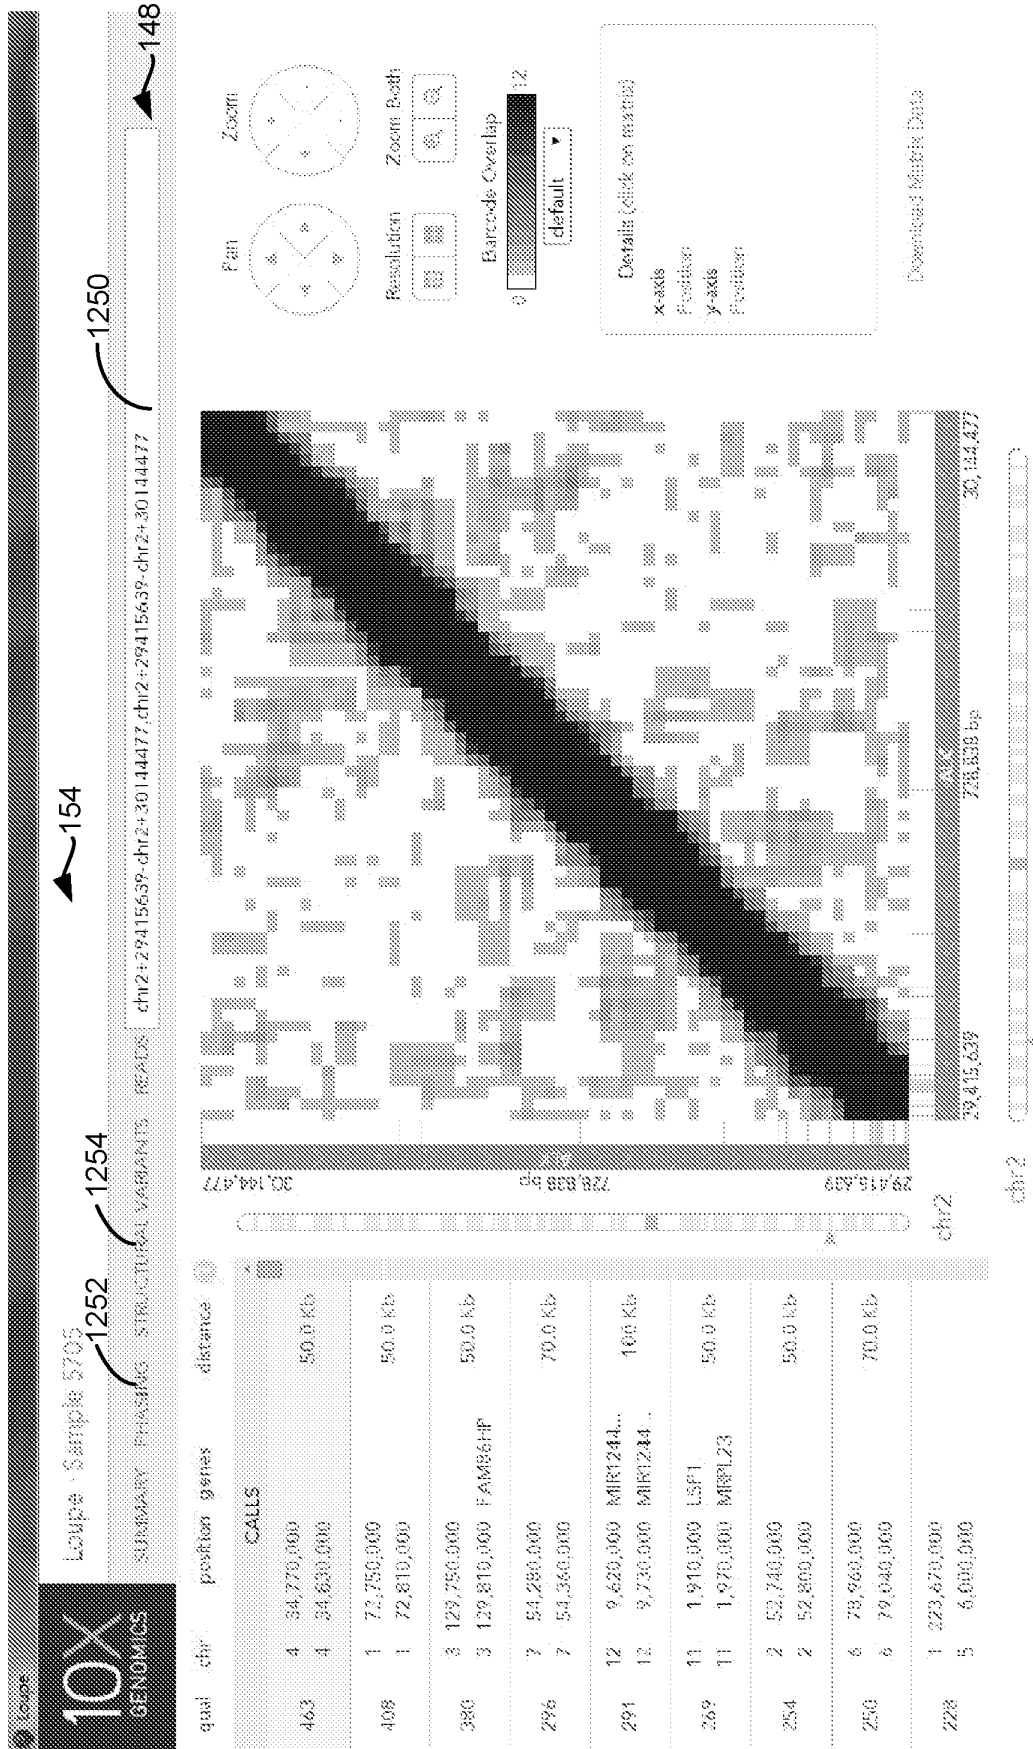 Loupe
10X
GENOMICS
Loupe - Sample 5705
154
SUMMARY PHASING STRUCTURAL VARIANTS READS
chr2+29415639-chr2+30144477,chr2+29415639-chr2+30144477
1252
1254
1250
148
qual chr position genes distance
CALLS
463 4 34,770,000 50.0 Kb
4 34,830,000
408 1 72,750,000 50.0 Kb
1 72,810,000
380 3 129,750,000 50.0 Kb
3 129,810,000 FAM86HP
296 7 54,280,000 70.0 Kb
7 54,360,000
291 12 9,620,000 MIR1244... 100 Kb
12 9,730,000 MIR1244...
269 11 1,910,000 LSP1 50.0 Kb
11 1,970,000 MRPL23
254 2 52,740,000 50.0 Kb
2 52,800,000
250 6 78,960,000 70.0 Kb
6 79,040,000
228 1 223,670,000
5 6,000,000
30,144,477
728,838 bp
29,415,639
chr2
29,415,639
728,838 bp
30,144,477
chr2
Pan
Zoom
Resolution
Zoom Both
Barcode Overlap
0 12
default
Details (click on matrix)
x-axis
Position:
y-axis
Position:
Download Matrix Data